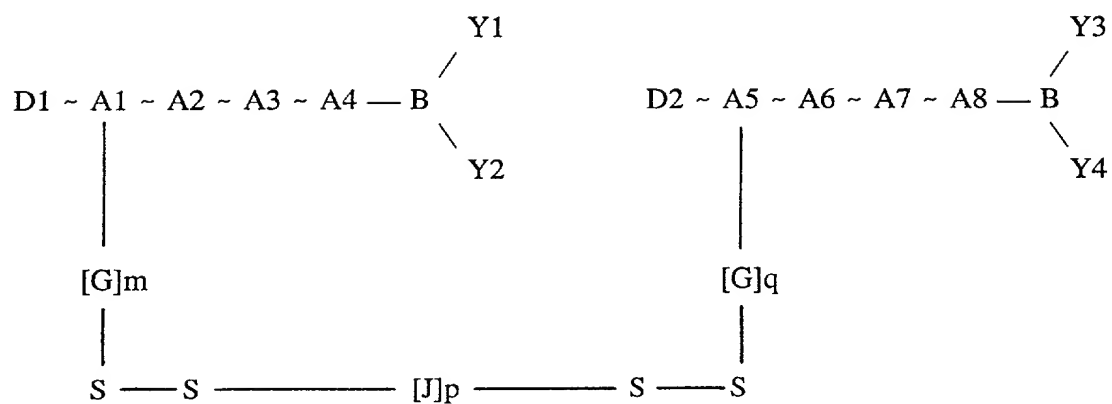 Y1 Y3
D1 ~ A1 ~ A2 ~ A3 ~ A4 — B D2 ~ A5 ~ A6 ~ A7 ~ A8 — B
Y2 Y4
[G]m [G]q
S — S — [J]p — S — S